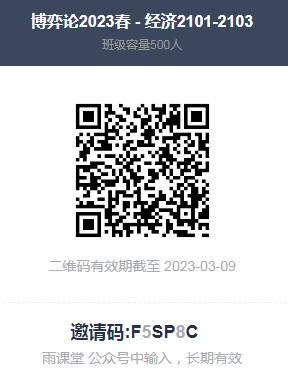 博弈论2023春 - 经济2101-2103
班级容量500人
二维码有效期截至 2023-03-09
邀请码:F5SP8C
雨课堂 公众号中输入，长期有效